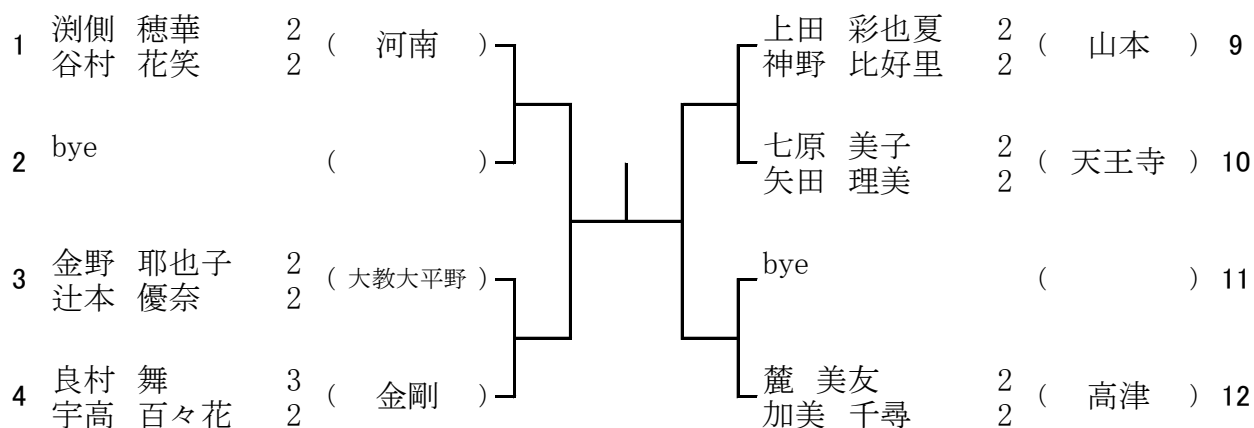 1 渕側 穂華 2 ( 河南 )
谷村 花笑 2
2 bye ( )
3 金野 耶也子 2 ( 大教大平野 )
辻本 優奈 2
4 良村 舞 3 ( 金剛 )
宇高 百々花 2
上田 彩也夏 2 ( 山本 ) 9
神野 比好里 2
七原 美子 2 ( 天王寺 ) 10
矢田 理美 2
bye ( ) 11
麓 美友 2 ( 高津 ) 12
加美 千尋 2